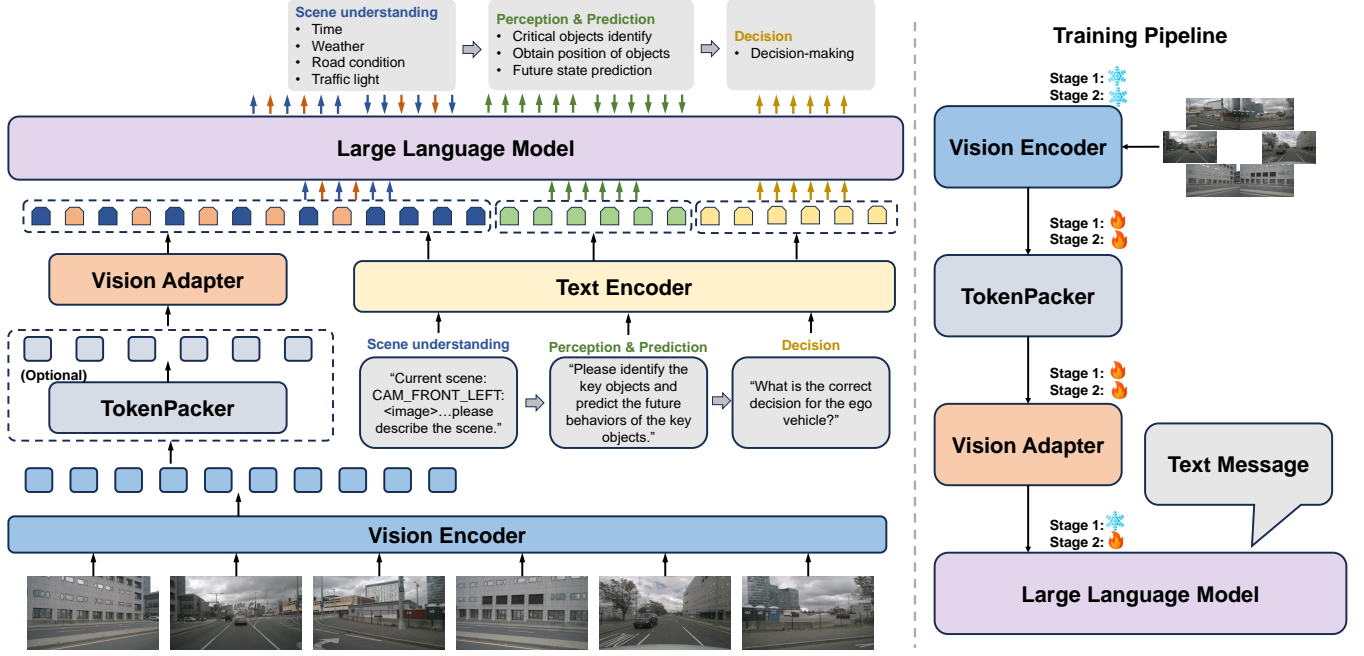 Scene understanding
• Time
• Weather
• Road condition
• Traffic light
Perception & Prediction
• Critical objects identify
• Obtain position of objects
• Future state prediction
Decision
• Decision-making
Large Language Model
Vision Adapter
Text Encoder
(Optional)
TokenPacker
Scene understanding
“Current scene:
CAM_FRONT_LEFT:
<image>…please
describe the scene.”
Perception & Prediction
“Please identify the
key objects and
predict the future
behaviors of the key
objects.”
Decision
“What is the correct
decision for the ego
vehicle?”
Vision Encoder
Training Pipeline
Stage 1:
Stage 2:
Vision Encoder
Stage 1:
Stage 2:
TokenPacker
Stage 1:
Stage 2:
Vision Adapter
Text Message
Stage 1:
Stage 2:
Large Language Model